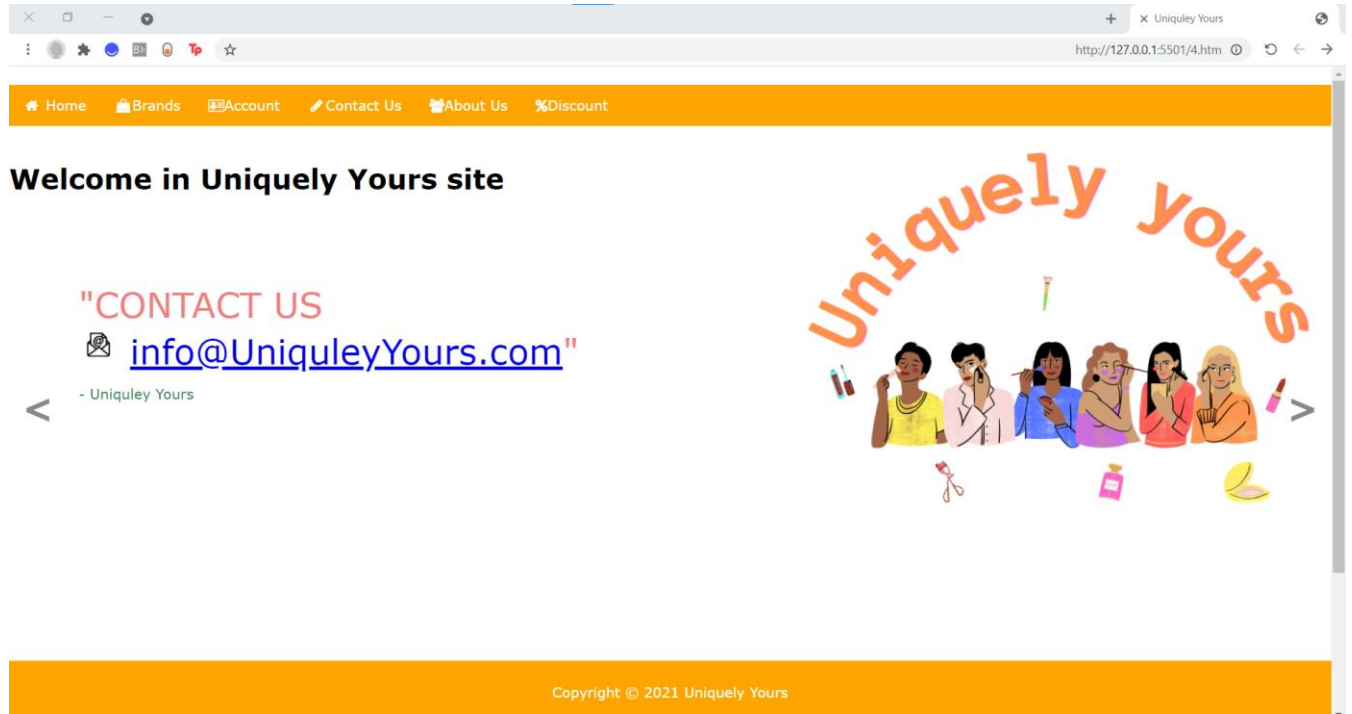 Uniquley Yours
http://127.0.0.1:5501/4.htm
Home Brands Account Contact Us About Us %Discount
Welcome in Uniquely Yours site
Uniquely yours
"CONTACT US
info@UniquleyYours.com"
- Uniquley Yours
< >
Copyright © 2021 Uniquely Yours